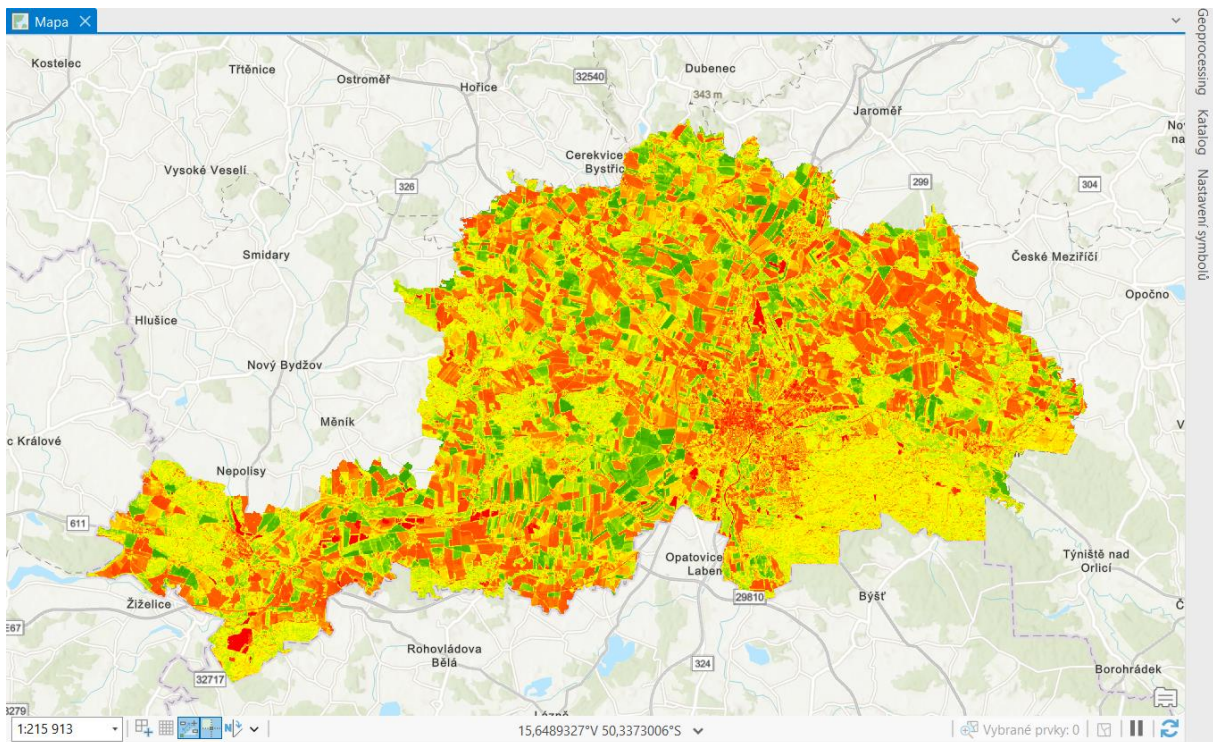 Mapa
Geoprocessing
Katalog
Nastavení symbolů
Kostelec
Třtěnice
Ostroměř
Hořice
32540
Dubenec
343 m
Jaroměř
Vysoké Veselí
326
Cerekvice
Bystřic
299
304
Smidary
České Meziříčí
Opočno
Hlušice
Nový Bydžov
Měník
c Králové
Nepolisy
611
Opatovice
Laben
Týniště nad
Orlicí
Žiželice
29810
Býšť
E67
Rohovládova
Bělá
324
Borohrádek
32717
3279
1:215 913
15,6489327°V 50,3373006°S
Vybrané prvky: 0